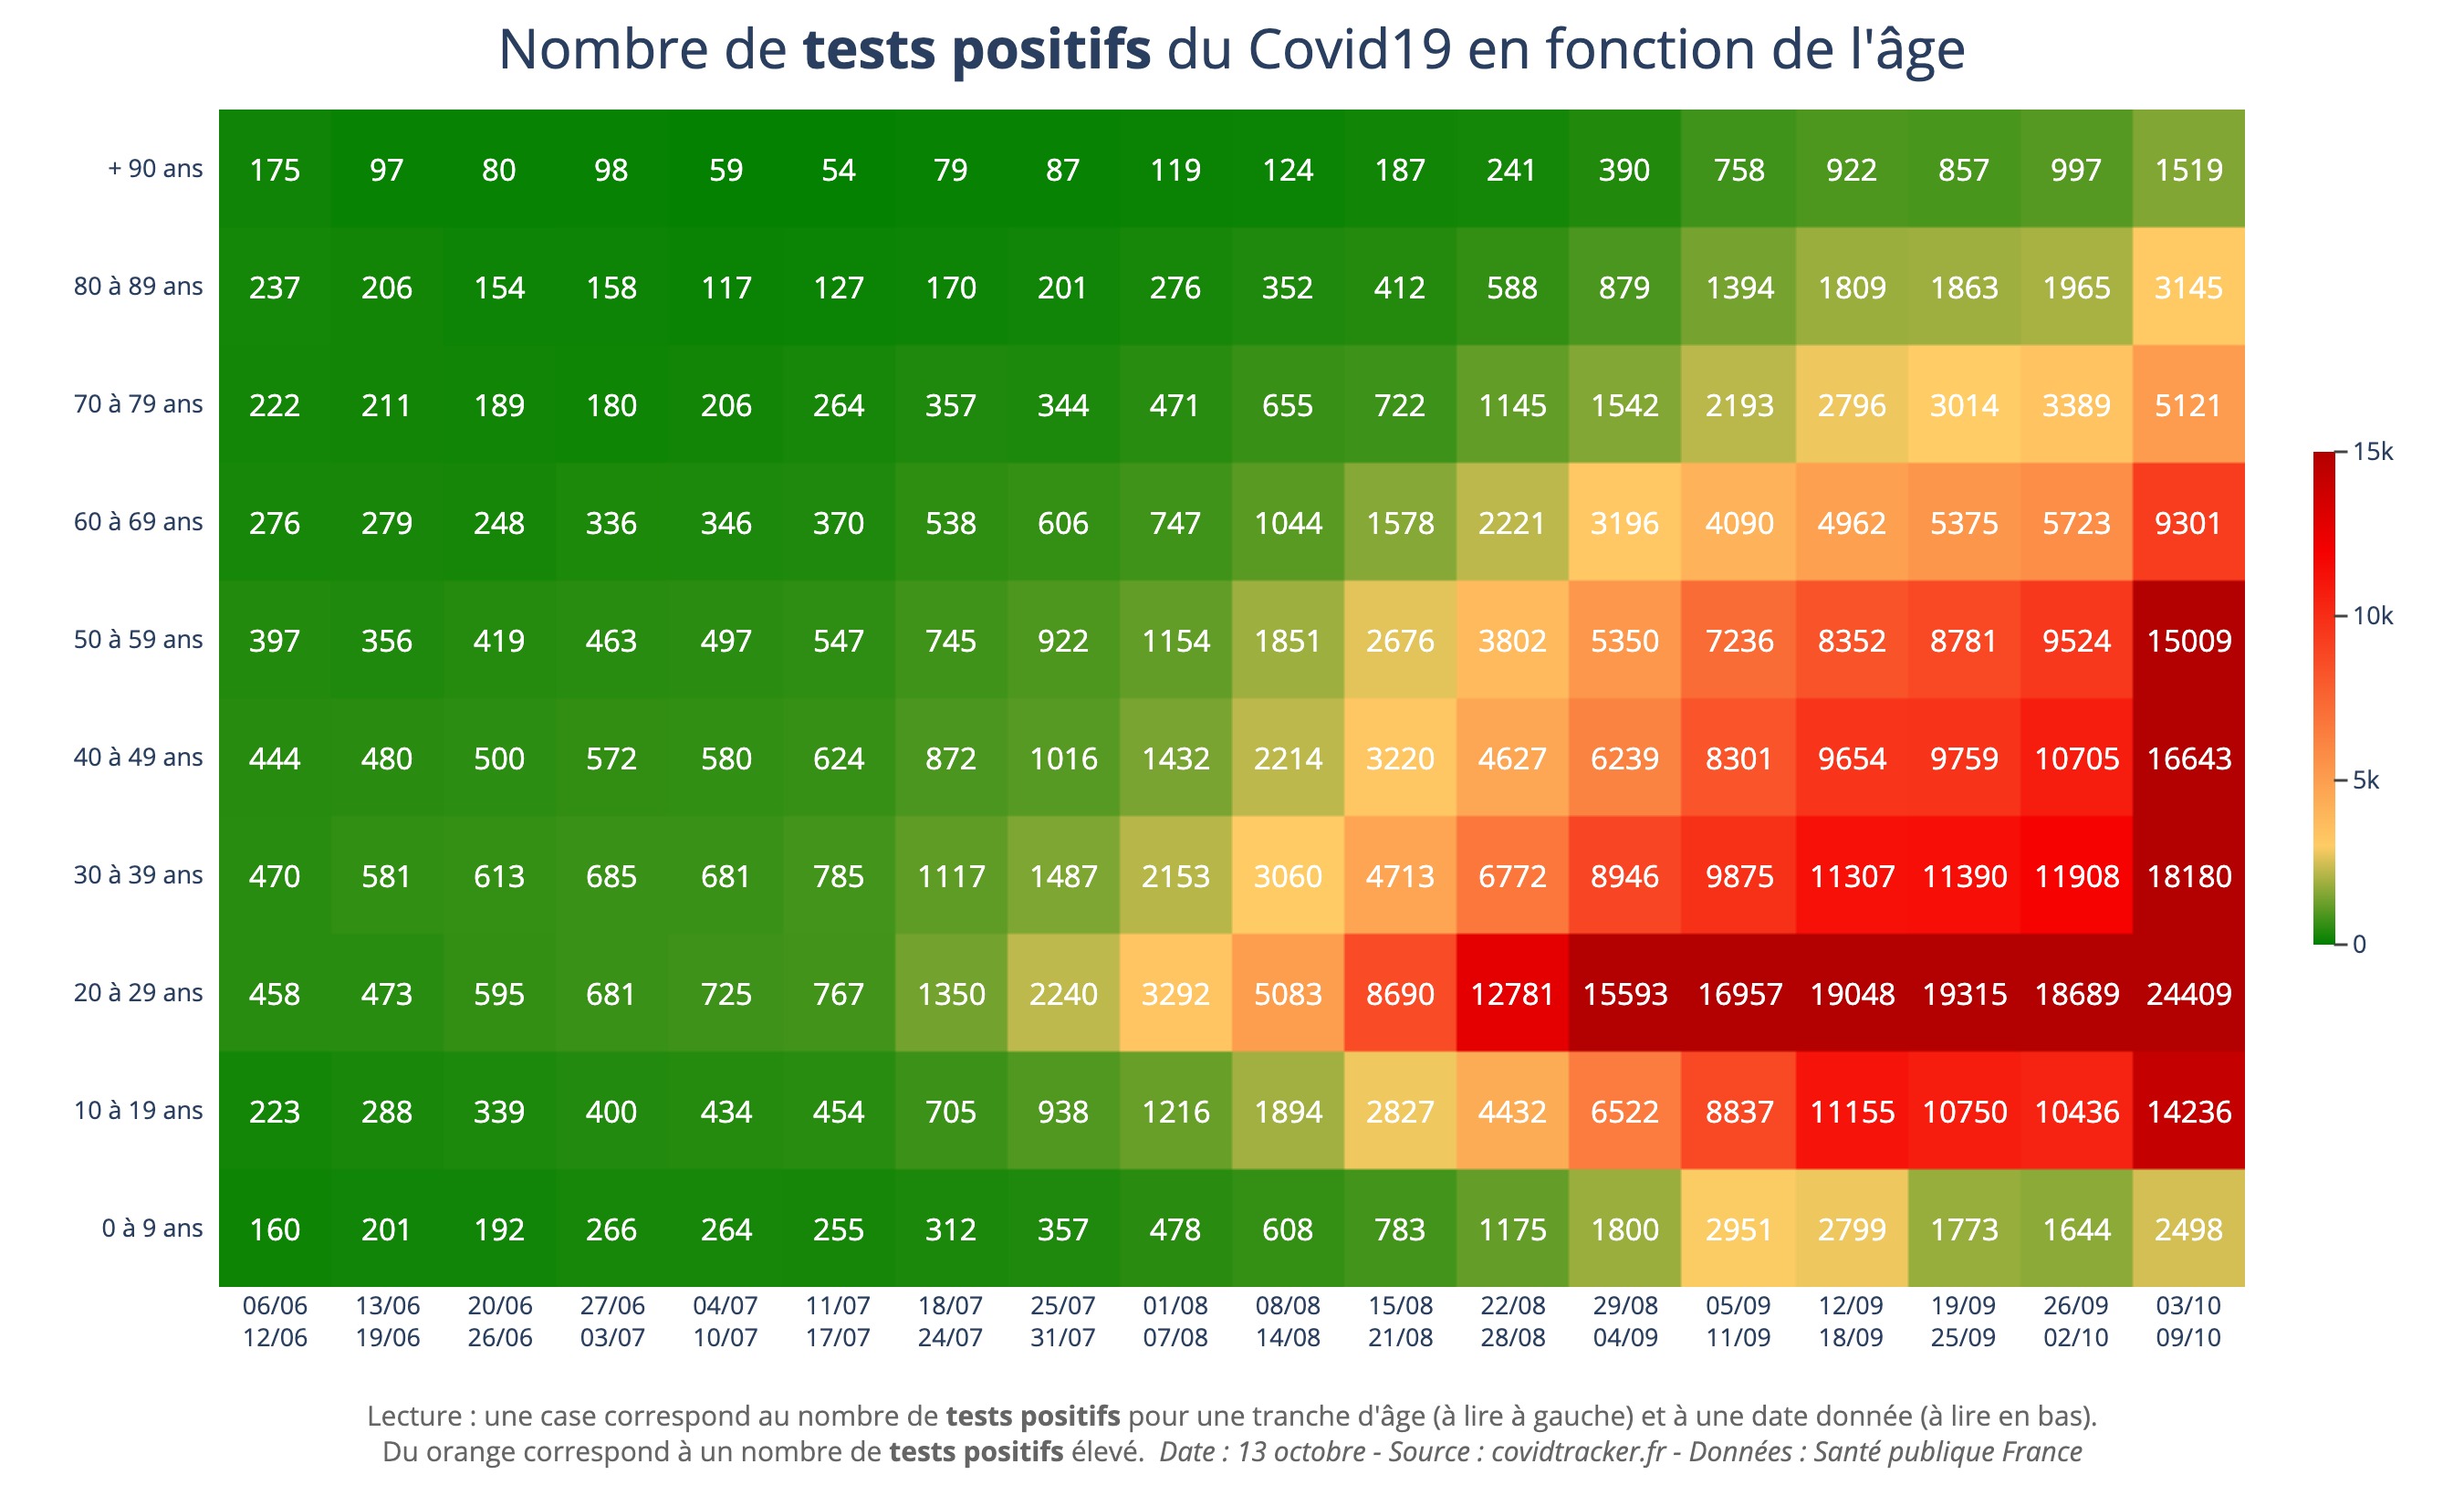 Nombre de tests positifs du Covid19 en fonction de l'âge
+ 90 ans 175 97 80 98 59 54 79 87 119 124 187 241 390 758 922 857 997 1519
80 à 89 ans 237 206 154 158 117 127 170 201 276 352 412 588 879 1394 1809 1863 1965 3145
70 à 79 ans 222 211 189 180 206 264 357 344 471 655 722 1145 1542 2193 2796 3014 3389 5121
60 à 69 ans 276 279 248 336 346 370 538 606 747 1044 1578 2221 3196 4090 4962 5375 5723 9301
50 à 59 ans 397 356 419 463 497 547 745 922 1154 1851 2676 3802 5350 7236 8352 8781 9524 15009
40 à 49 ans 444 480 500 572 580 624 872 1016 1432 2214 3220 4627 6239 8301 9654 9759 10705 16643
30 à 39 ans 470 581 613 685 681 785 1117 1487 2153 3060 4713 6772 8946 9875 11307 11390 11908 18180
20 à 29 ans 458 473 595 681 725 767 1350 2240 3292 5083 8690 12781 15593 16957 19048 19315 18689 24409
10 à 19 ans 223 288 339 400 434 454 705 938 1216 1894 2827 4432 6522 8837 11155 10750 10436 14236
0 à 9 ans 160 201 192 266 264 255 312 357 478 608 783 1175 1800 2951 2799 1773 1644 2498
06/06 13/06 20/06 27/06 04/07 11/07 18/07 25/07 01/08 08/08 15/08 22/08 29/08 05/09 12/09 19/09 26/09 03/10
12/06 19/06 26/06 03/07 10/07 17/07 24/07 31/07 07/08 14/08 21/08 28/08 04/09 11/09 18/09 25/09 02/10 09/10
15k
10k
5k
0
Lecture : une case correspond au nombre de tests positifs pour une tranche d'âge (à lire à gauche) et à une date donnée (à lire en bas).
Du orange correspond à un nombre de tests positifs élevé. Date : 13 octobre - Source : covidtracker.fr - Données : Santé publique France